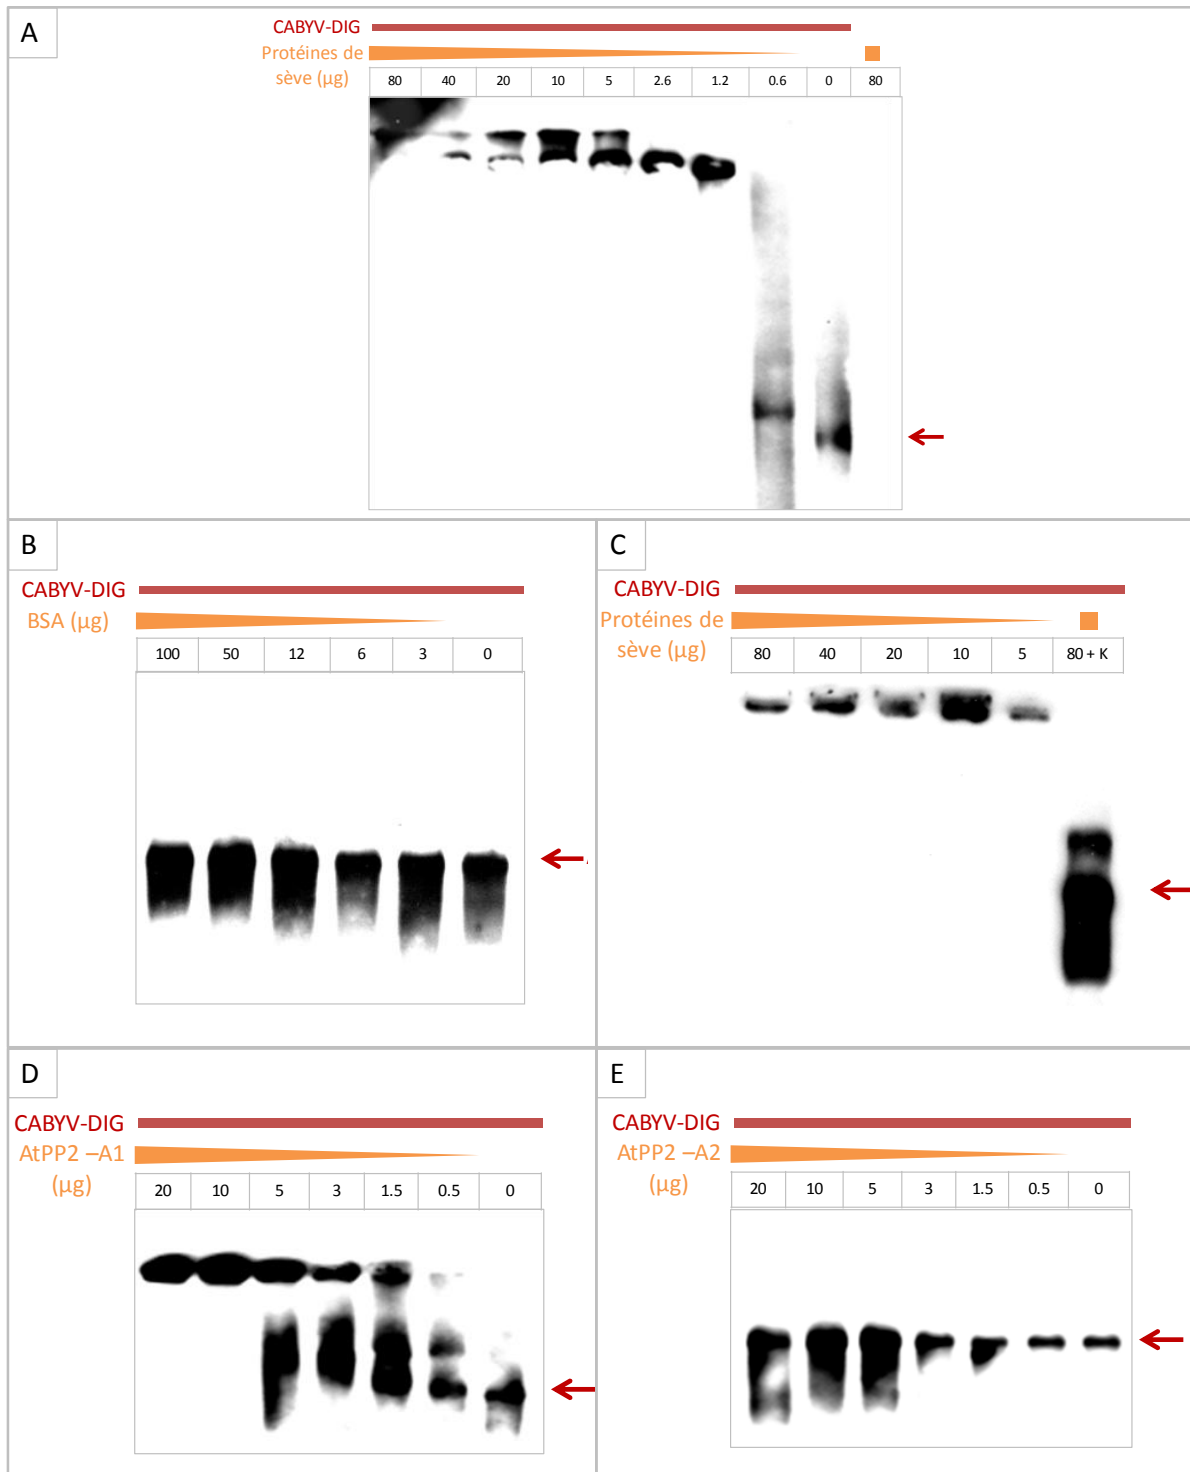 A
CABYV-DIG
Protéines de
sève (µg)
80 40 20 10 5 2.6 1.2 0.6 0 80
B
CABYV-DIG
BSA (µg)
100 50 12 6 3 0
C
CABYV-DIG
Protéines de
sève (µg)
80 40 20 10 5 80 + K
D
CABYV-DIG
AtPP2 –A1
(µg)
20 10 5 3 1.5 0.5 0
E
CABYV-DIG
AtPP2 –A2
(µg)
20 10 5 3 1.5 0.5 0